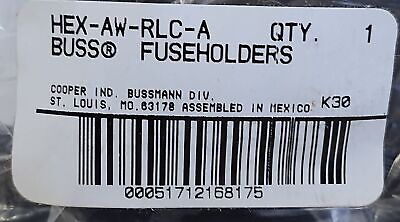 HEX-AW-RLC-A QTY. 1
BUSS® FUSEHOLDERS
COOPER IND. BUSSMANN DIV.
ST. LOUIS, MO.63178 ASSEMBLED IN MEXICO K30
00051712168175